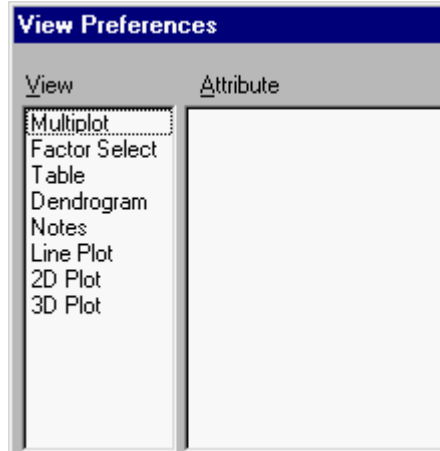 View Preferences
View Attribute
Multiplot
Factor Select
Table
Dendrogram
Notes
Line Plot
2D Plot
3D Plot